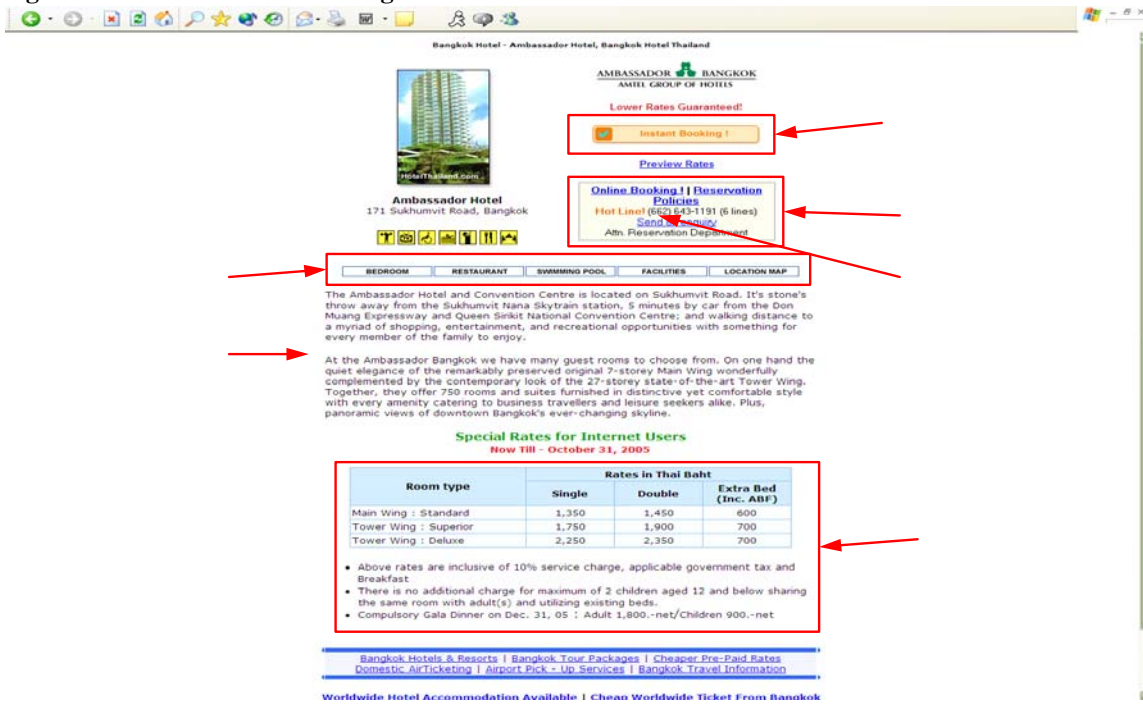 Bangkok Hotel - Ambassador Hotel, Bangkok Hotel Thailand
AMBASSADOR BANGKOK
AMTEL GROUP OF HOTELS
Lower Rates Guaranteed!
Instant Booking !
Preview Rates
HotelThailand.com
Ambassador Hotel
171 Sukhumvit Road, Bangkok
Online Booking ! | Reservation
Policies
Hot Line! (662) 643-1191 (6 lines)
Send enquiry
Attn. Reservation Department
BEDROOM RESTAURANT SWIMMING POOL FACILITIES LOCATION MAP
The Ambassador Hotel and Convention Centre is located on Sukhumvit Road. It's stone's
throw away from the Sukhumvit Nana Skytrain station, 5 minutes by car from the Don
Muang Expressway and Queen Sirikit National Convention Centre; and walking distance to
a myriad of shopping, entertainment, and recreational opportunities with something for
every member of the family to enjoy.
At the Ambassador Bangkok we have many guest rooms to choose from. On one hand the
quiet elegance of the remarkably preserved original 7-storey Main Wing wonderfully
complemented by the contemporary look of the 27-storey state-of-the-art Tower Wing.
Together, they offer 750 rooms and suites furnished in distinctive yet comfortable style
with every amenity catering to business travellers and leisure seekers alike. Plus,
panoramic views of downtown Bangkok's ever-changing skyline.
Special Rates for Internet Users
Now Till - October 31, 2005
Room type Rates in Thai Baht
Single Double Extra Bed (Inc. ABF)
Main Wing : Standard 1,350 1,450 600
Tower Wing : Superior 1,750 1,900 700
Tower Wing : Deluxe 2,250 2,350 700
• Above rates are inclusive of 10% service charge, applicable government tax and
Breakfast
• There is no additional charge for maximum of 2 children aged 12 and below sharing
the same room with adult(s) and utilizing existing beds.
• Compulsory Gala Dinner on Dec. 31, 05 : Adult 1,800.-net/Children 900.-net
Bangkok Hotels & Resorts | Bangkok Tour Packages | Cheaper Pre-Paid Rates
Domestic AirTicketing | Airport Pick - Up Services | Bangkok Travel Information
Worldwide Hotel Accommodation Available | Cheap Worldwide Ticket From Bangkok